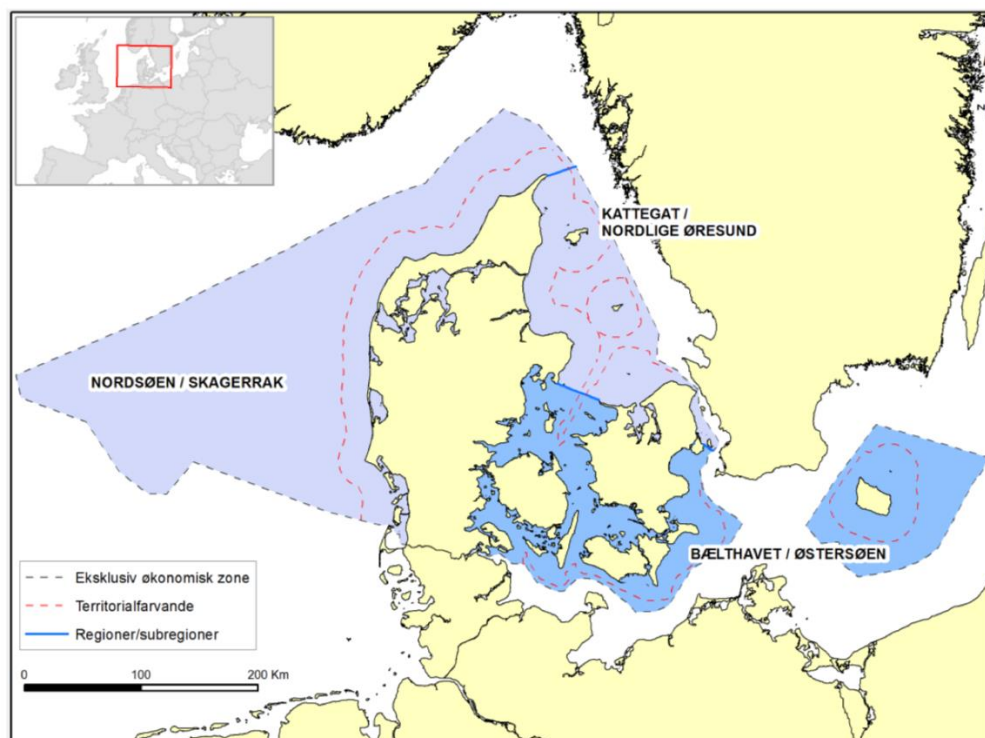 KATTEGAT /
NORDLIGE ØRESUND
NORDSØEN / SKAGERRAK
BÆLTHAVET / ØSTERSØEN
Eksklusiv økonomisk zone
Territorialfarvande
Regioner/subregioner
0 100 200 Km